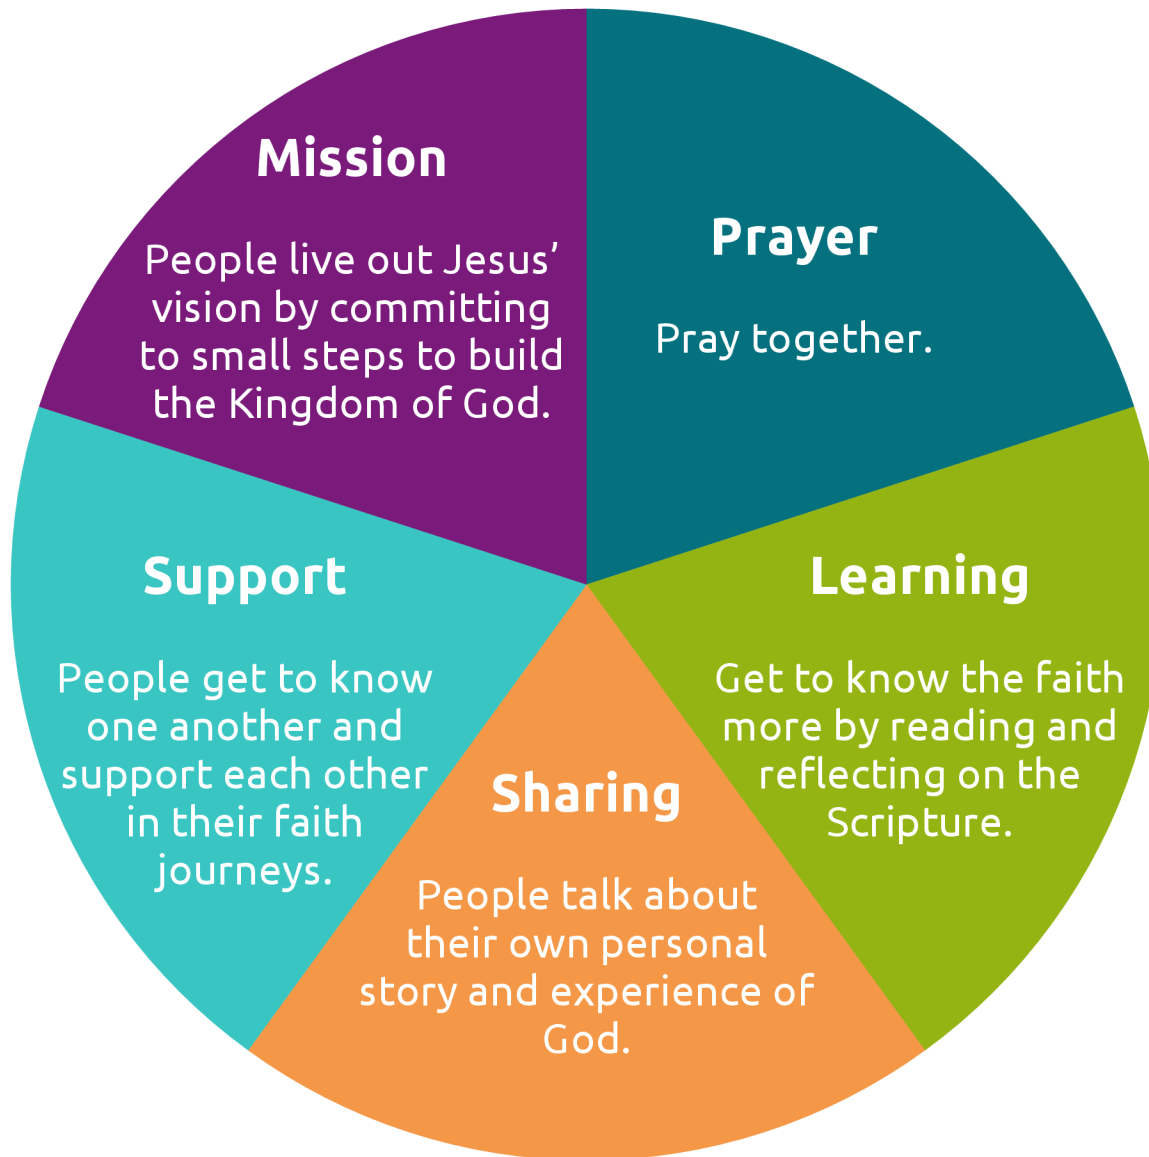 Mission
People live out Jesus’
vision by committing
to small steps to build
the Kingdom of God.
Prayer
Pray together.
Support
People get to know
one another and
support each other
in their faith
journeys.
Learning
Get to know the faith
more by reading and
reflecting on the
Scripture.
Sharing
People talk about
their own personal
story and experience of
God.